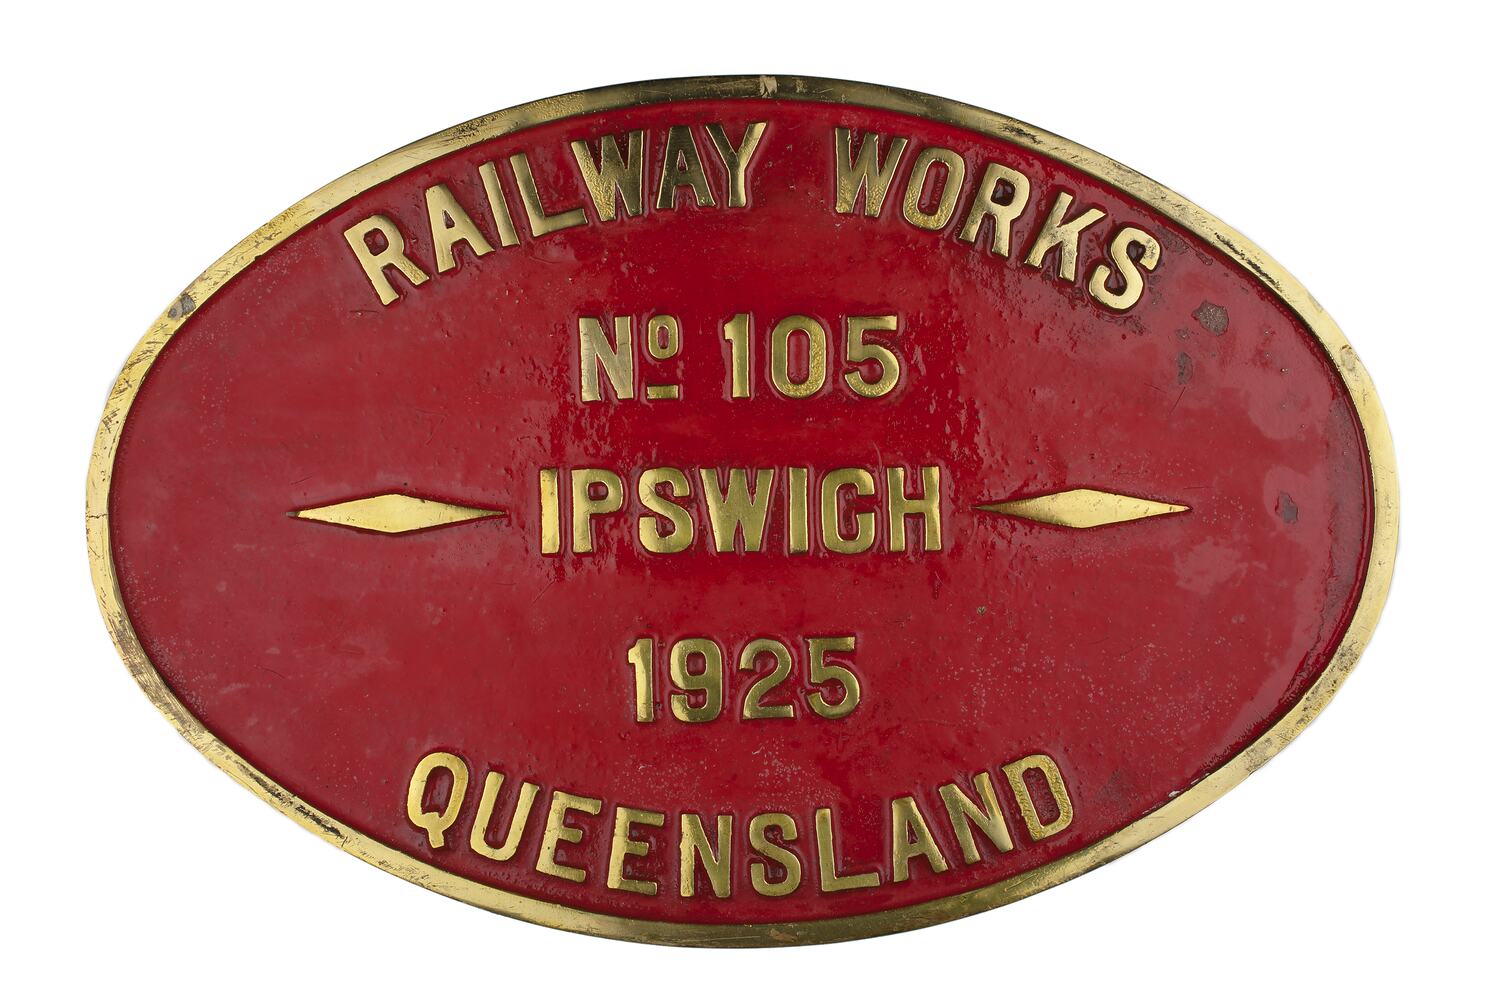 RAILWAY WORKS
Nº 105
IPSWICH
1925
QUEENSLAND